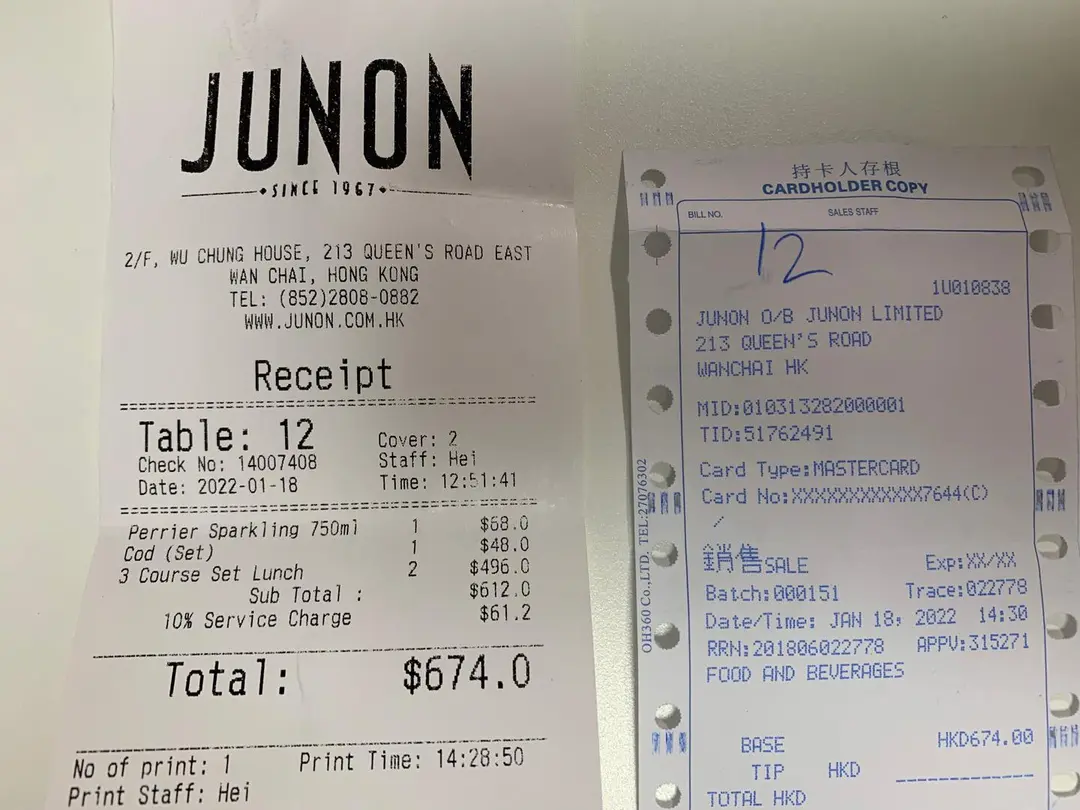 JUNON
SINCE 1967
2/F, WU CHUNG HOUSE, 213 QUEEN'S ROAD EAST
WAN CHAI, HONG KONG
TEL: (852)2808-0882
WWW.JUNON.COM.HK
Receipt
Table: 12 Cover: 2
Check No: 14007408 Staff: Hei
Date: 2022-01-18 Time: 12:51:41
Perrier Sparkling 750ml 1 $68.0
Cod (Set) 1 $48.0
3 Course Set Lunch 2 $496.0
Sub Total : $612.0
10% Service Charge $61.2
Total: $674.0
No of print: 1 Print Time: 14:28:50
Print Staff: Hei
持卡人存根
CARDHOLDER COPY
BILL NO. SALES STAFF
12
1U010838
JUNON O/B JUNON LIMITED
213 QUEEN'S ROAD
WANCHAI HK
MID:010313282000001
TID:51762491
Card Type:MASTERCARD
Card No:XXXXXXXXXXXX7644(C)
/
銷售SALE Exp:XX/XX
Batch:000151 Trace:022778
Date/Time: JAN 18, 2022 14:30
RRN:201806022778 APPV:315271
FOOD AND BEVERAGES
BASE HKD674.00
TIP HKD
TOTAL HKD
OH360 Co.,LTD. TEL:27076302